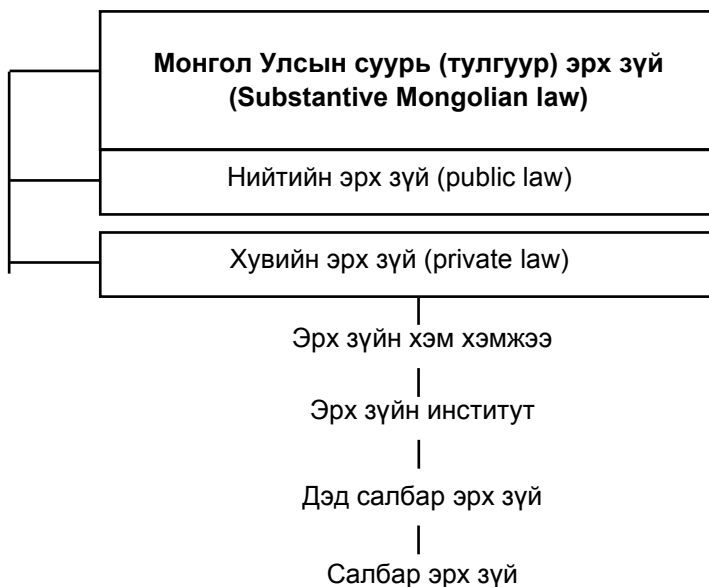 Монгол Улсын суурь (тулгуур) эрх зүй
(Substantive Mongolian law)
Нийтийн эрх зүй (public law)
Хувийн эрх зүй (private law)
Эрх зүйн хэм хэмжээ
Эрх зүйн институт
Дэд салбар эрх зүй
Салбар эрх зүй